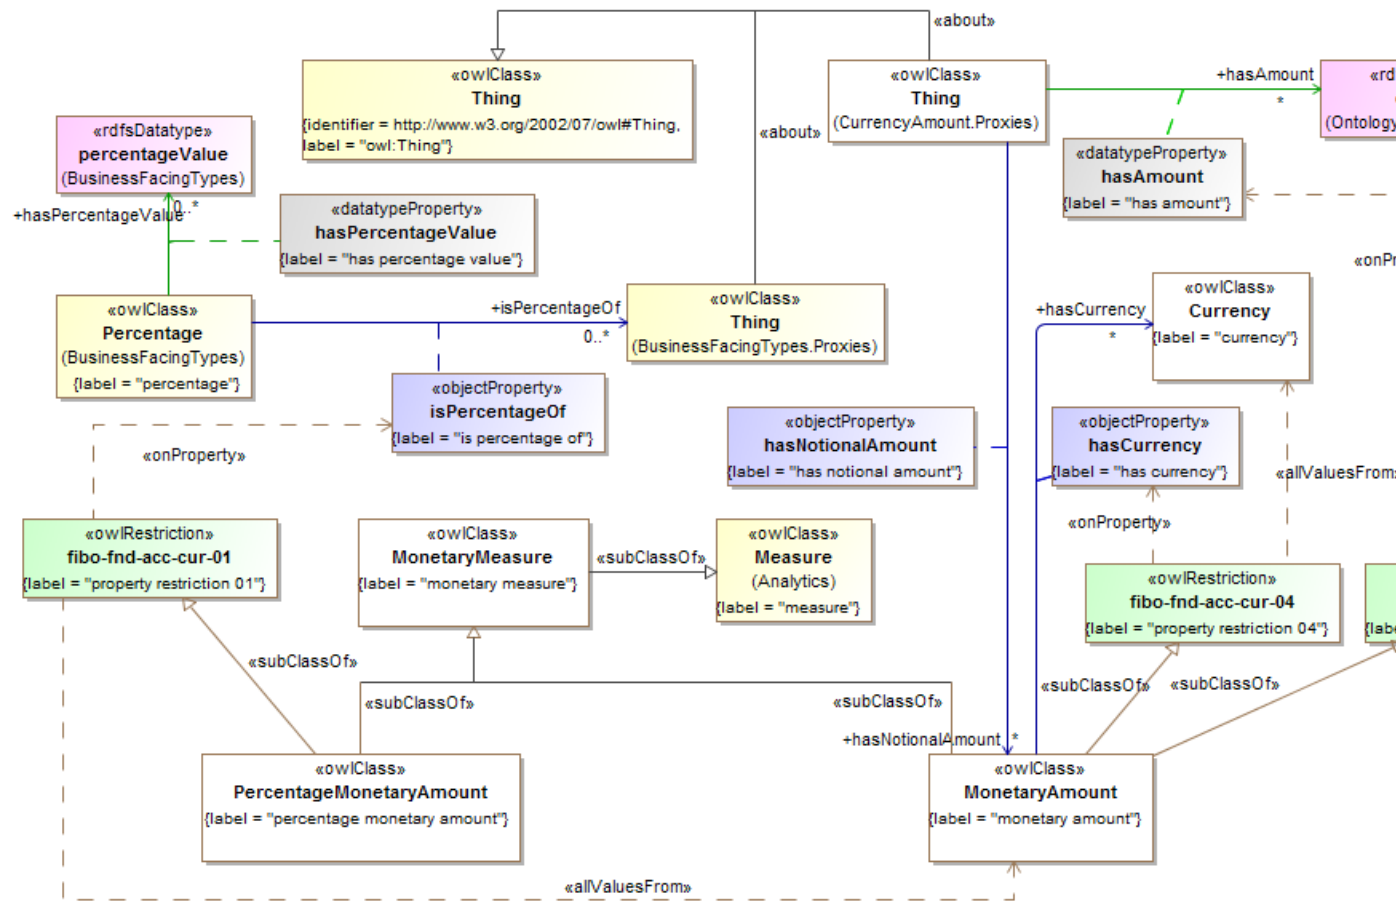 «about»
«owlClass»
Thing
{identifier = http://www.w3.org/2002/07/owl#Thing,
label = "owl:Thing"}
«owlClass»
Thing
(CurrencyAmount.Proxies)
+hasAmount
*
«rd
(Ontology
«about»
«rdfsDatatype»
percentageValue
(BusinessFacingTypes)
+hasPercentageValue
0..*
«datatypeProperty»
hasPercentageValue
{label = "has percentage value"}
«datatypeProperty»
hasAmount
{label = "has amount"}
«onPr
«owlClass»
Percentage
(BusinessFacingTypes)
{label = "percentage"}
+isPercentageOf
0..*
«owlClass»
Thing
(BusinessFacingTypes.Proxies)
+hasCurrency
*
«owlClass»
Currency
{label = "currency"}
«objectProperty»
isPercentageOf
{label = "is percentage of"}
«objectProperty»
hasNotionalAmount
{label = "has notional amount"}
«objectProperty»
hasCurrency
{label = "has currency"}
«onProperty»
«allValuesFrom»
«onProperty»
«owlRestriction»
fibo-fnd-acc-cur-01
{label = "property restriction 01"}
«owlClass»
MonetaryMeasure
{label = "monetary measure"}
«subClassOf»
«owlClass»
Measure
(Analytics)
{label = "measure"}
«owlRestriction»
fibo-fnd-acc-cur-04
{label = "property restriction 04"}
{labe
«subClassOf»
«subClassOf»
«subClassOf»
«subClassOf»
«subClassOf»
+hasNotionalAmount
*
«owlClass»
PercentageMonetaryAmount
{label = "percentage monetary amount"}
«owlClass»
MonetaryAmount
{label = "monetary amount"}
«allValuesFrom»